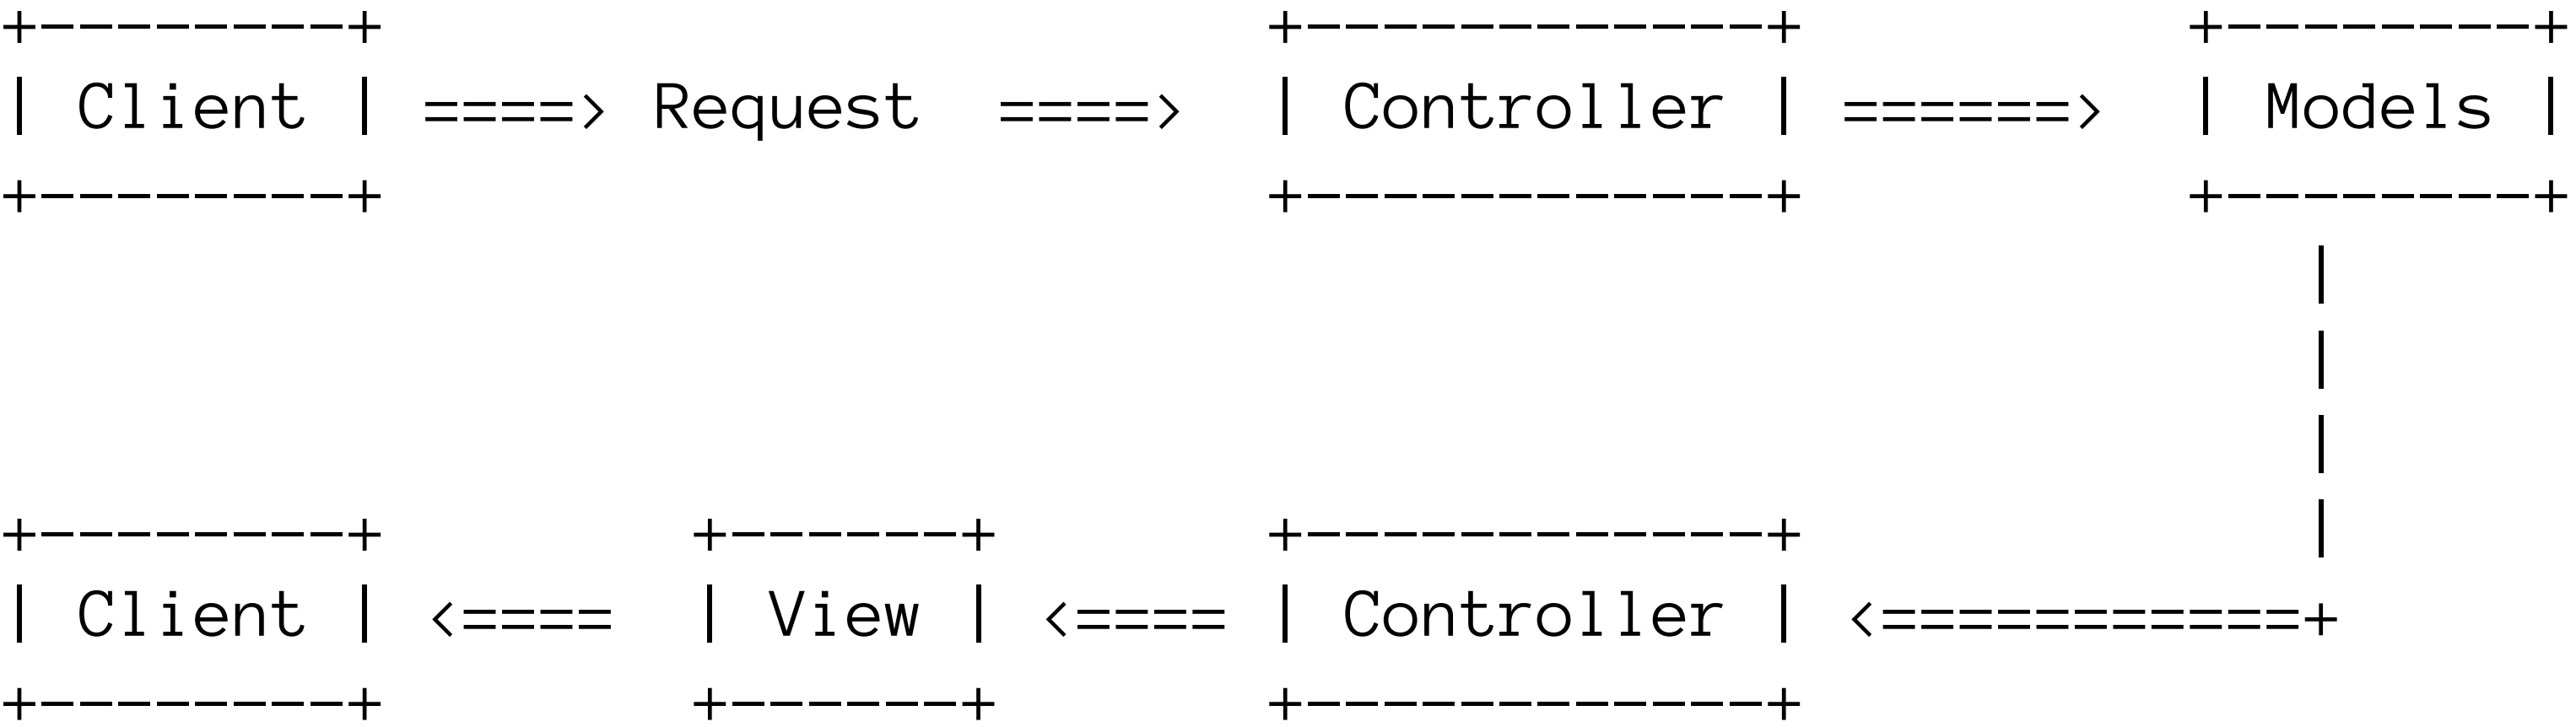 +--------+                       +------------+          +--------+
| Client | ====> Request  ====>  | Controller | ======>  | Models |
+--------+                       +------------+          +--------+
                                                            |
                                                            |
                                                            |
+--------+        +------+       +------------+             |
| Client | <====  | View | <==== | Controller | <===========+
+--------+        +------+       +------------+